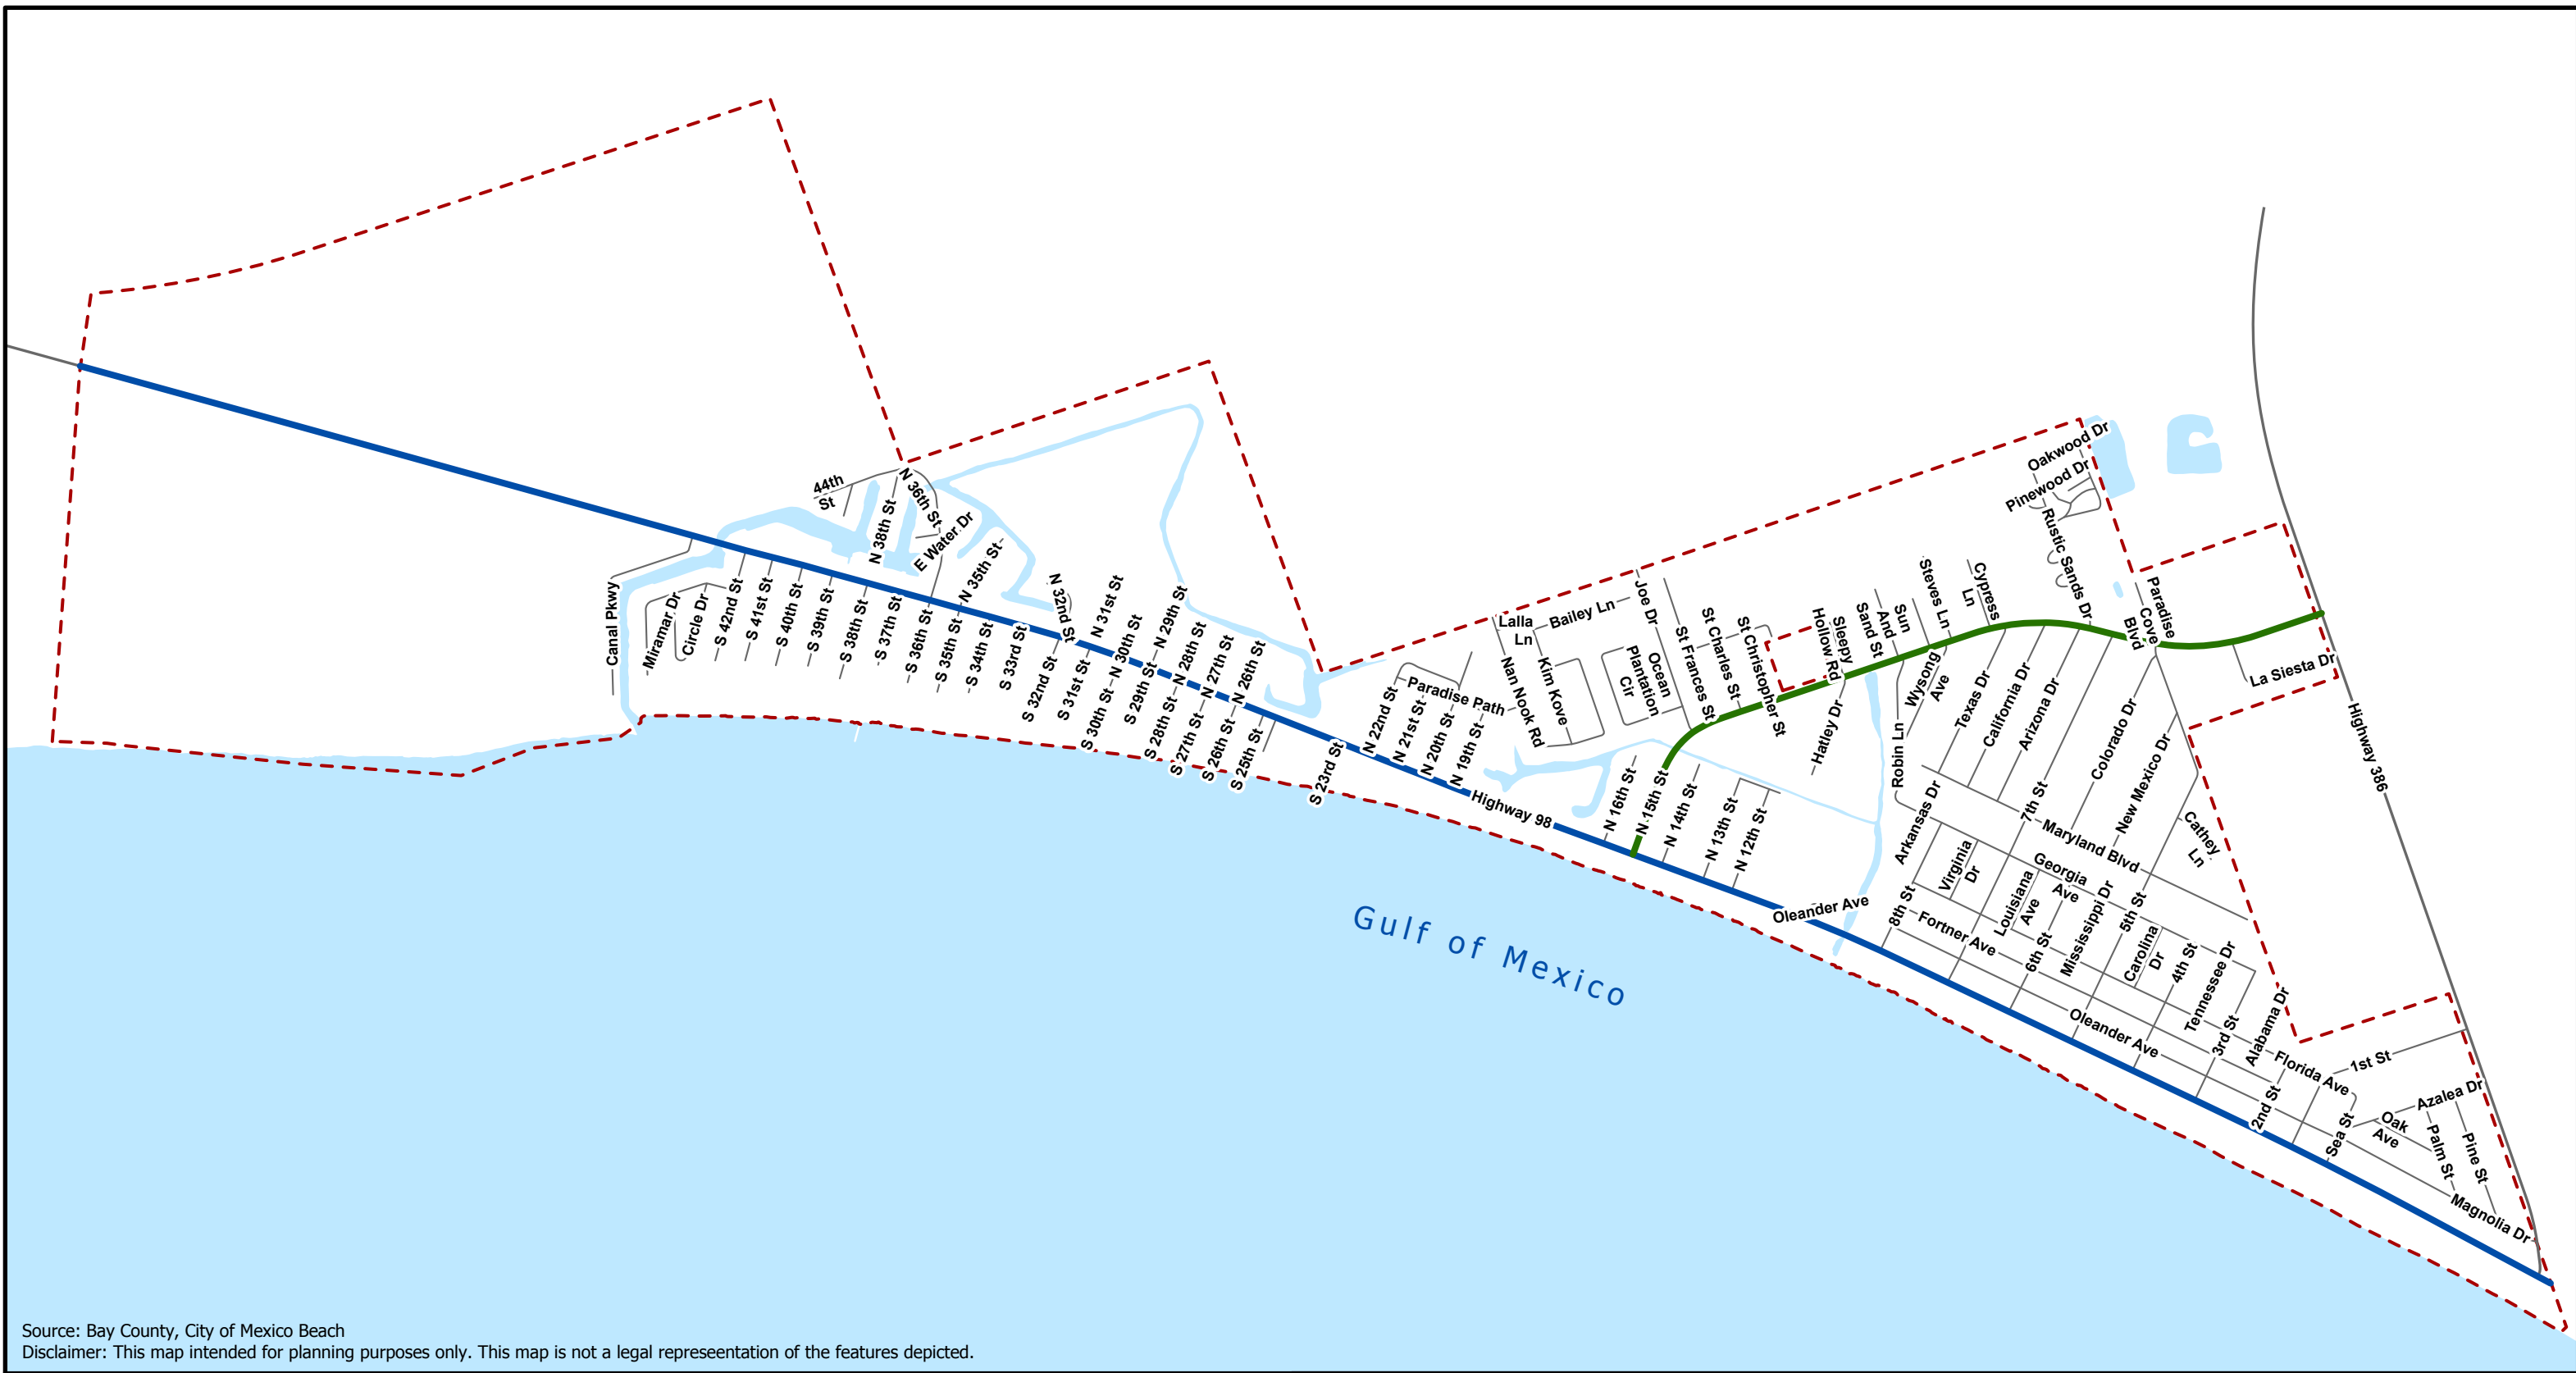 44th
St
N 38th St
N 36th St
E Water Dr
N 35th St
Canal Pkwy
Miramar Dr
Circle Dr
S 42nd St
S 41st St
S 40th St
S 39th St
S 38th St
S 37th St
S 36th St
S 35th St
S 34th St
S 33rd St
N 32nd St
S 32nd St
N 31st St
S 31st St
N 30th St
S 30th St
N 29th St
S 29th St
N 28th St
S 28th St
N 27th St
S 27th St
N 26th St
S 26th St
S 25th St
S 23rd St
N 22nd St
N 21st St
N 20th St
N 19th St
Paradise Path
Highway 98
Lalla
Ln
Bailey Ln
Nan Nook Rd
Kim Kove
Joe Dr
Ocean
Plantation
Cir
St Frances St
St Charles St
St Christopher St
Sleepy
Hollow Rd
Sun
And
Sand St
Steves Ln
Cypress
Ln
Wysong
Ave
Oakwood Dr
Pinewood Dr
Rustic Sands Dr
Paradise
Cove
Blvd
La Siesta Dr
Highway 386
N 16th St
N 15th St
N 14th St
N 13th St
N 12th St
Hatley Dr
Robin Ln
Texas Dr
California Dr
Arizona Dr
Colorado Dr
New Mexico Dr
Cathey
Ln
Arkansas Dr
Virginia
Dr
7th St
Maryland Blvd
Georgia
Ave
Louisiana
Ave
Mississippi Dr
8th St
Fortner Ave
6th St
5th St
Carolina
Dr
4th St
Tennessee Dr
3rd St
Alabama Dr
Oleander Ave
Oleander Ave
Florida Ave
2nd St
1st St
Sea St
Oak
Ave
Azalea Dr
Palm St
Pine St
Magnolia Dr
Gulf of Mexico
Source: Bay County, City of Mexico Beach
Disclaimer: This map intended for planning purposes only. This map is not a legal represeentation of the features depicted.